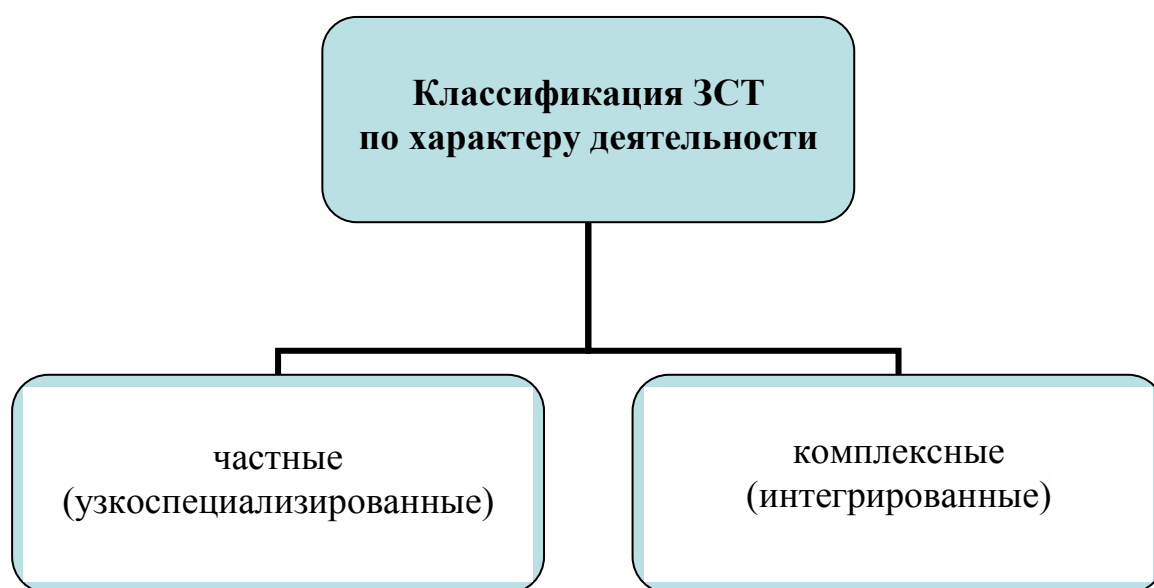 Классификация ЗСТ
по характеру деятельности
частные
(узкоспециализированные)
комплексные
(интегрированные)